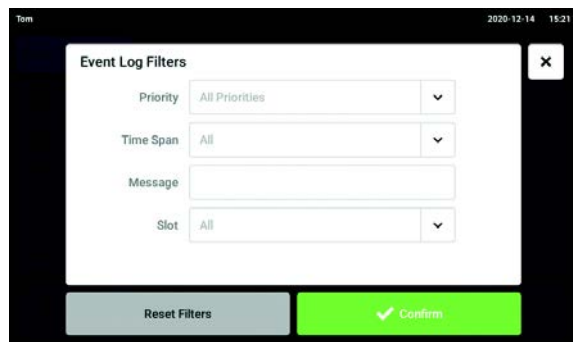 Tom 2020-12-14 15:21
Event Log Filters
Priority All Priorities
Time Span All
Message
Slot All
Reset Filters Confirm